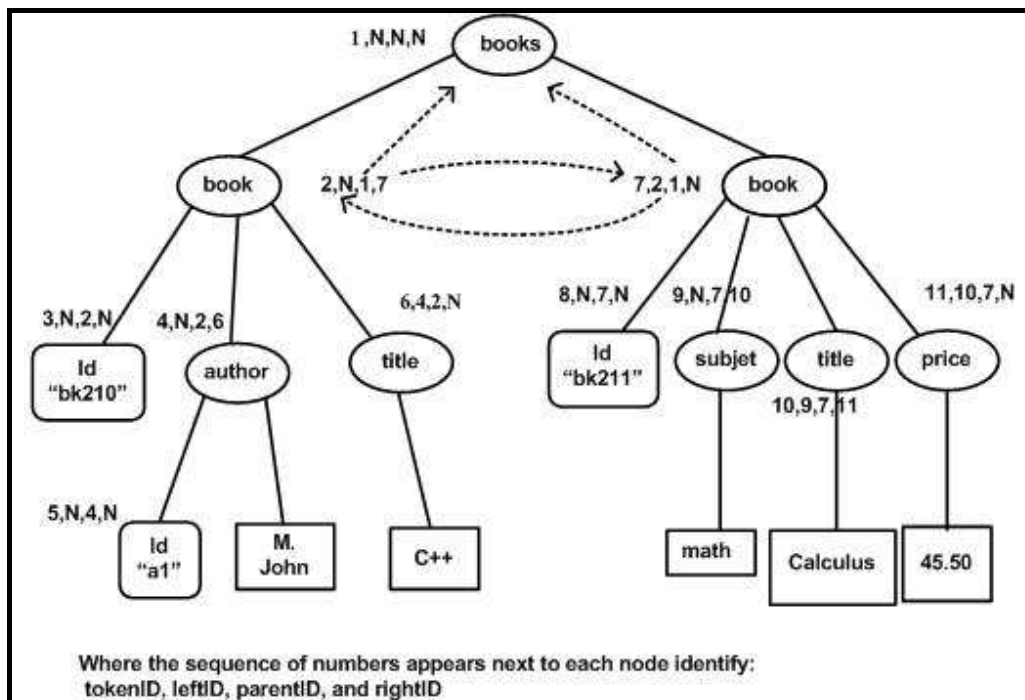 1,N,N,N
books
book
2,N,1,7
7,2,1,N
book
3,N,2,N
4,N,2,6
6,4,2,N
8,N,7,N
9,N,7,10
11,10,7,N
Id
“bk210”
author
title
Id
“bk211”
subjet
title
price
10,9,7,11
5,N,4,N
Id
“a1”
M.
John
C++
math
Calculus
45.50
Where the sequence of numbers appears next to each node identify:
tokenID, leftID, parentID, and rightID